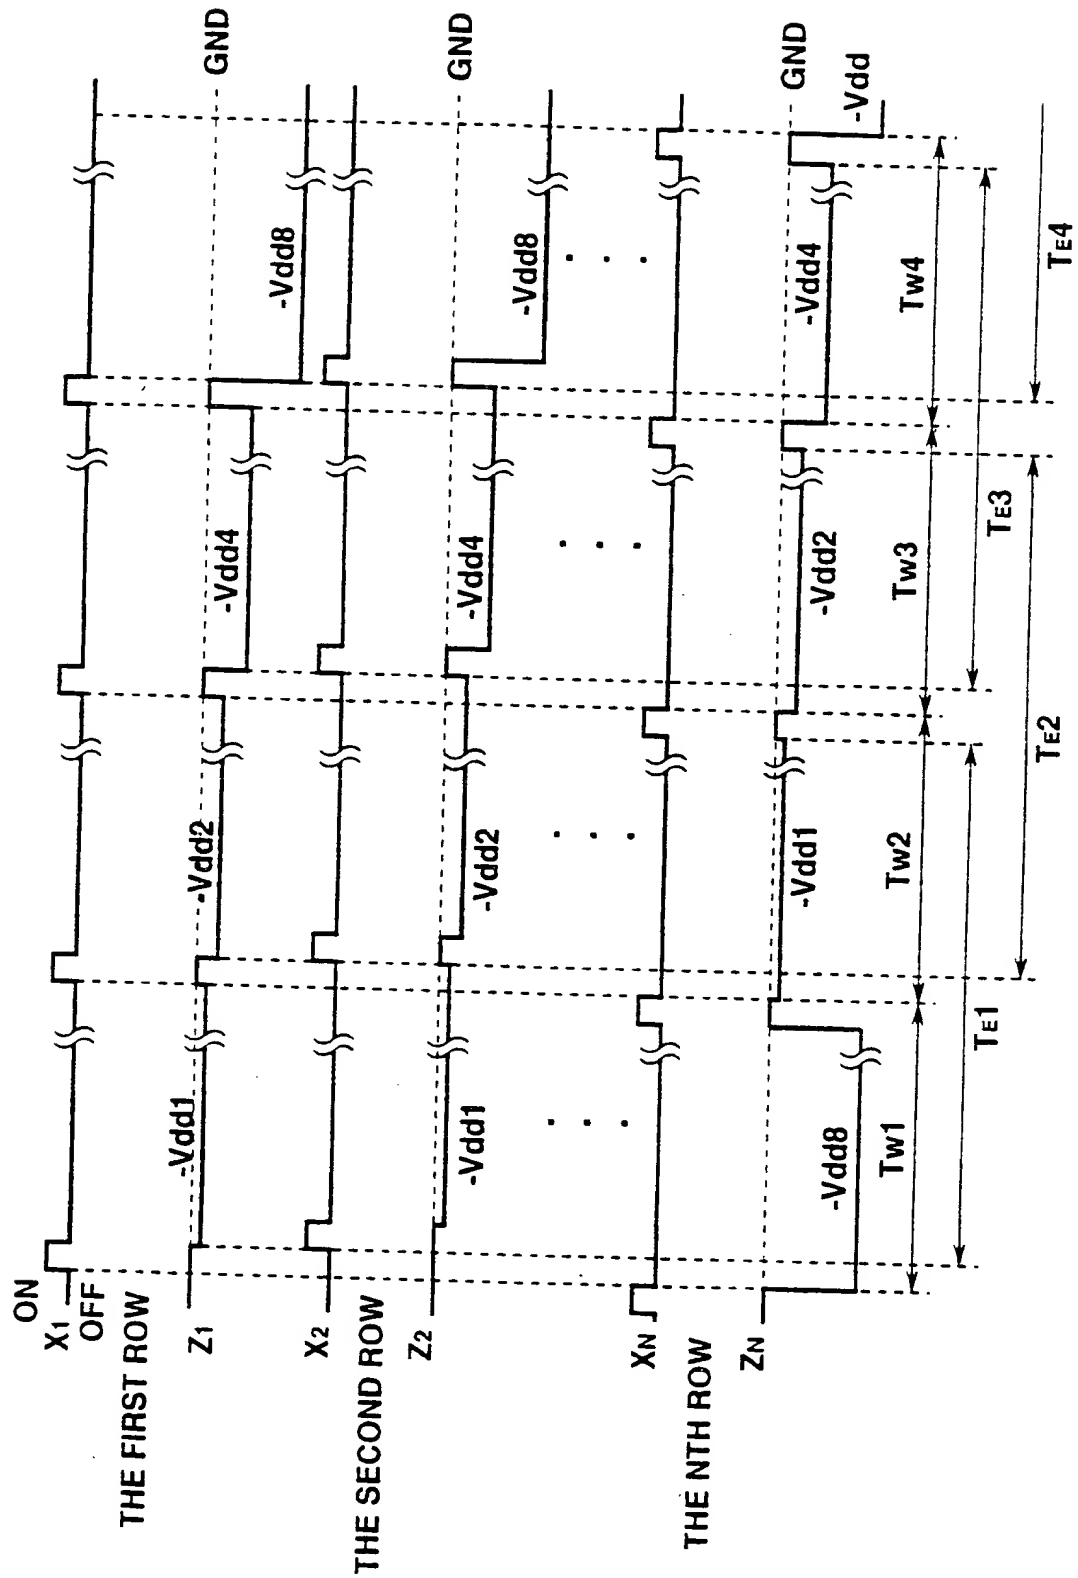 ON
X1
OFF
THE FIRST ROW
Z1
-Vdd1
-Vdd2
-Vdd4
-Vdd8
GND
X2
THE SECOND ROW
Z2
-Vdd1
-Vdd2
-Vdd4
-Vdd8
GND
XN
THE NTH ROW
ZN
-Vdd8
-Vdd1
-Vdd2
-Vdd4
GND
-Vdd
Tw1
Tw2
Tw3
Tw4
TE1
TE3
TE2
TE4